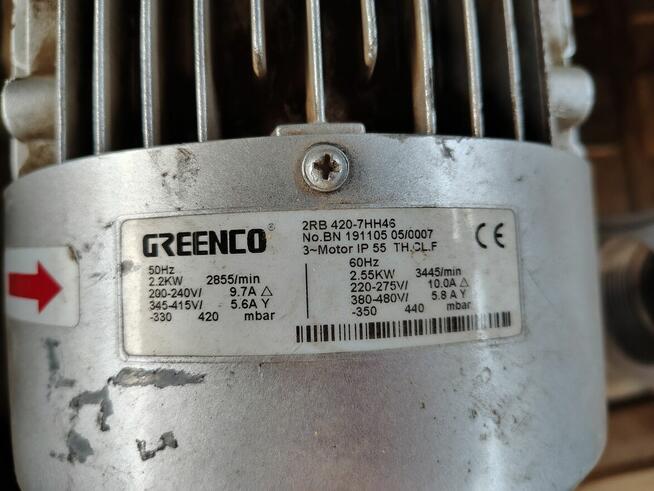 GREENCO®
2RB 420-7HH46
No.BN 191105 05/0007
3~Motor IP 55 TH.CL.F
CE
50Hz
2.2KW 2855/min
200-240V/ 9.7A △
345-415V/ 5.6A Y
-330 420 mbar
60Hz
2.55KW 3445/min
220-275V/ 10.0A △
380-480V/ 5.8 A Y
-350 440 mbar